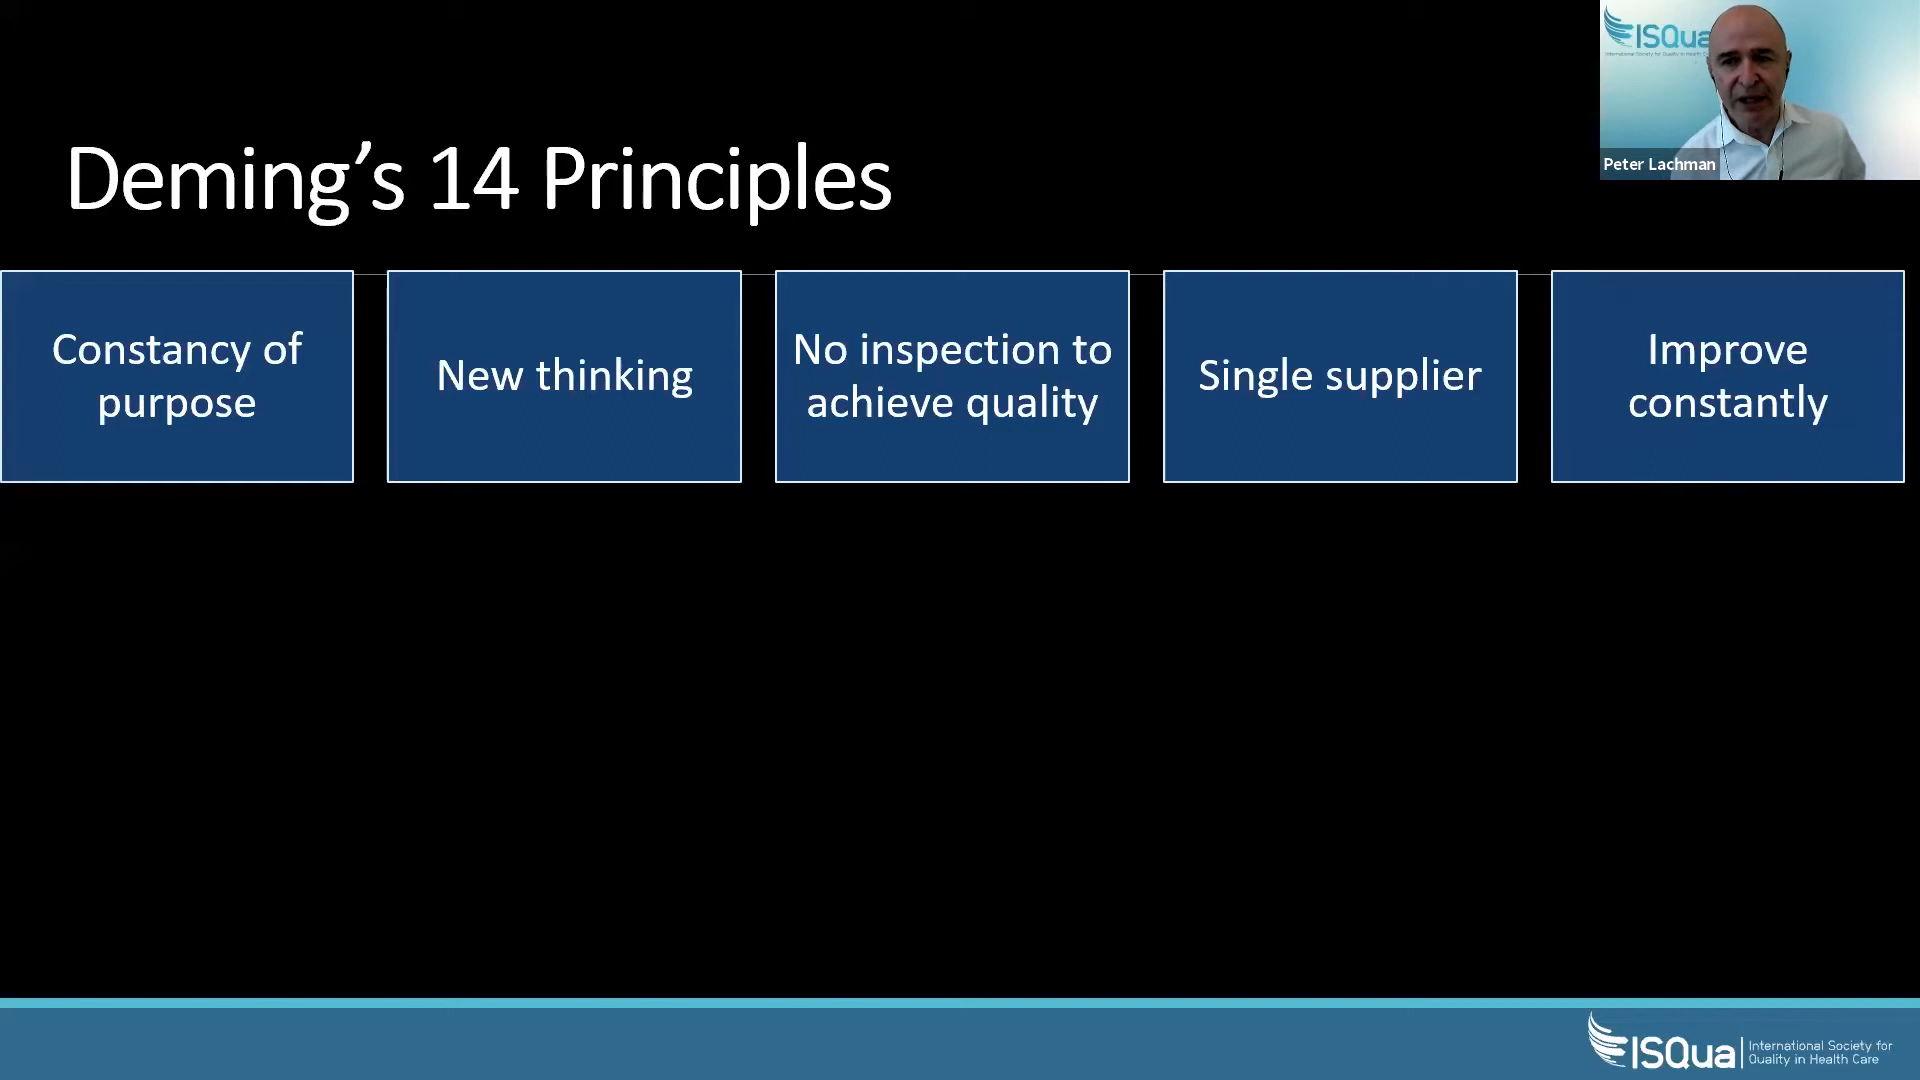 ISQua
Peter Lachman
Deming’s 14 Principles
Constancy of
purpose
New thinking
No inspection to
achieve quality
Single supplier
Improve
constantly
ISQua
International Society for
Quality in Health Care